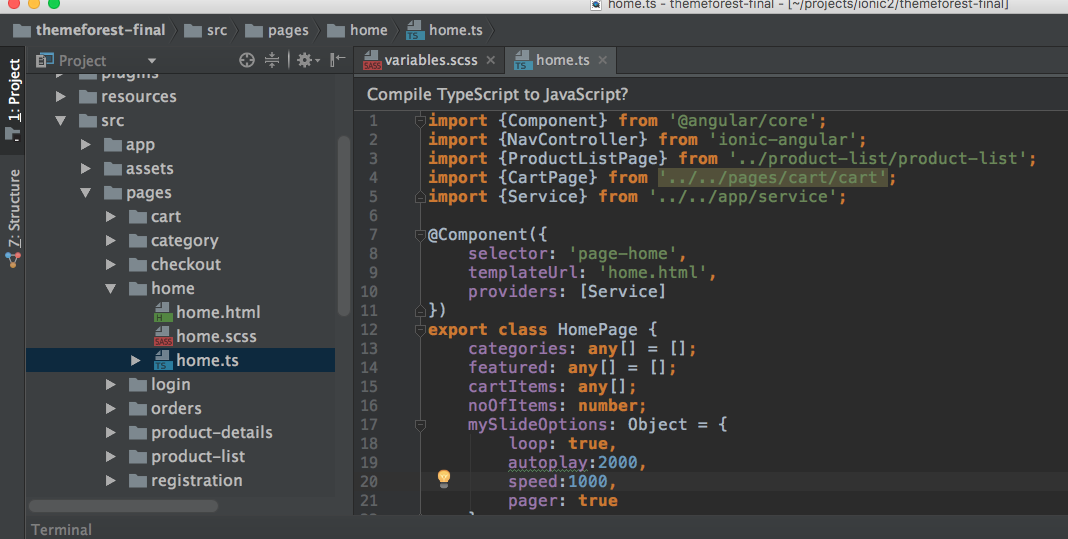 home.ts - themeforest-final - [~/projects/ionic2/themeforest-final]
themeforest-final src pages home home.ts
1: Project
7: Structure
Project
plugins
resources
src
app
assets
pages
cart
category
checkout
home
home.html
home.scss
home.ts
login
orders
product-details
product-list
registration
variables.scss home.ts
Compile TypeScript to JavaScript?
1 import {Component} from '@angular/core';
2 import {NavController} from 'ionic-angular';
3 import {ProductListPage} from '../product-list/product-list';
4 import {CartPage} from '../../pages/cart/cart';
5 import {Service} from '../../app/service';
6
7 @Component({
8 selector: 'page-home',
9 templateUrl: 'home.html',
10 providers: [Service]
11 })
12 export class HomePage {
13 categories: any[] = [];
14 featured: any[] = [];
15 cartItems: any[];
16 noOfItems: number;
17 mySlideOptions: Object = {
18 loop: true,
19 autoplay:2000,
20 speed:1000,
21 pager: true
Terminal